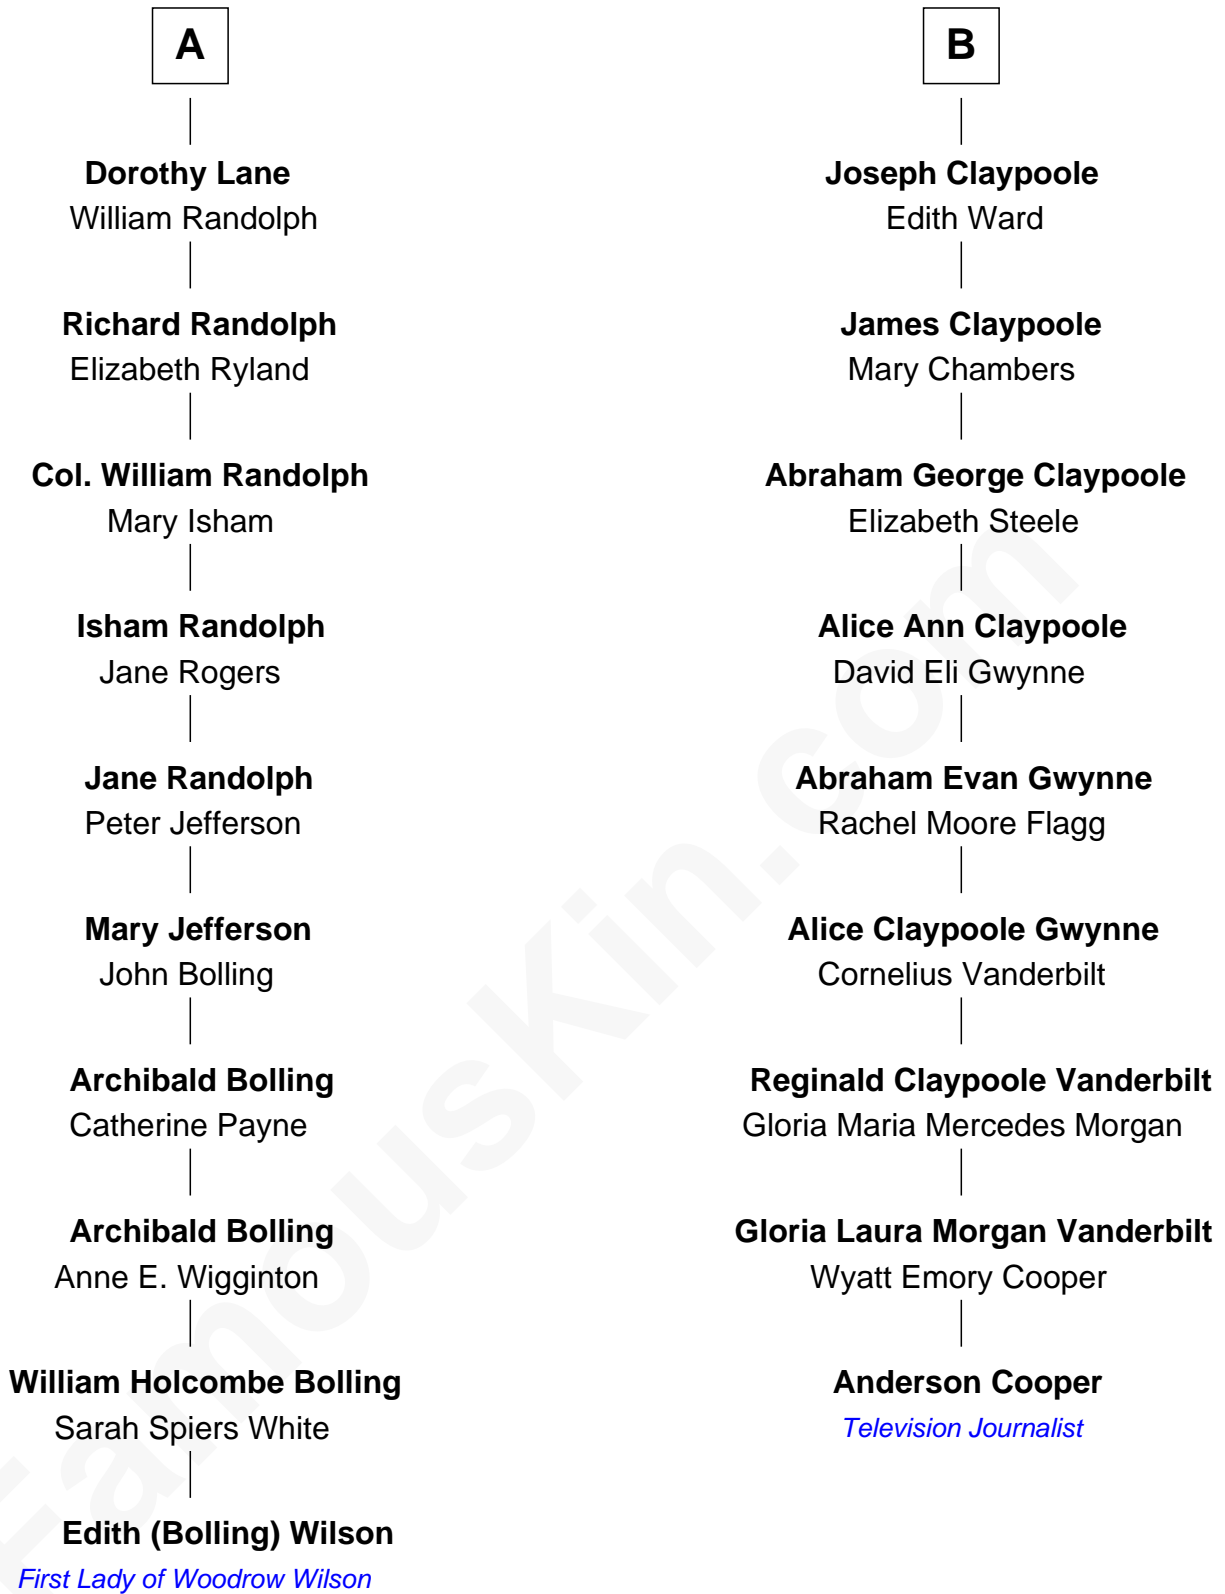 A
Dorothy Lane
William Randolph
Richard Randolph
Elizabeth Ryland
Col. William Randolph
Mary Isham
Isham Randolph
Jane Rogers
Jane Randolph
Peter Jefferson
Mary Jefferson
John Bolling
Archibald Bolling
Catherine Payne
Archibald Bolling
Anne E. Wigginton
William Holcombe Bolling
Sarah Spiers White
Edith (Bolling) Wilson
First Lady of Woodrow Wilson
B
Joseph Claypoole
Edith Ward
James Claypoole
Mary Chambers
Abraham George Claypoole
Elizabeth Steele
Alice Ann Claypoole
David Eli Gwynne
Abraham Evan Gwynne
Rachel Moore Flagg
Alice Claypoole Gwynne
Cornelius Vanderbilt
Reginald Claypoole Vanderbilt
Gloria Maria Mercedes Morgan
Gloria Laura Morgan Vanderbilt
Wyatt Emory Cooper
Anderson Cooper
Television Journalist
FamousKin.com